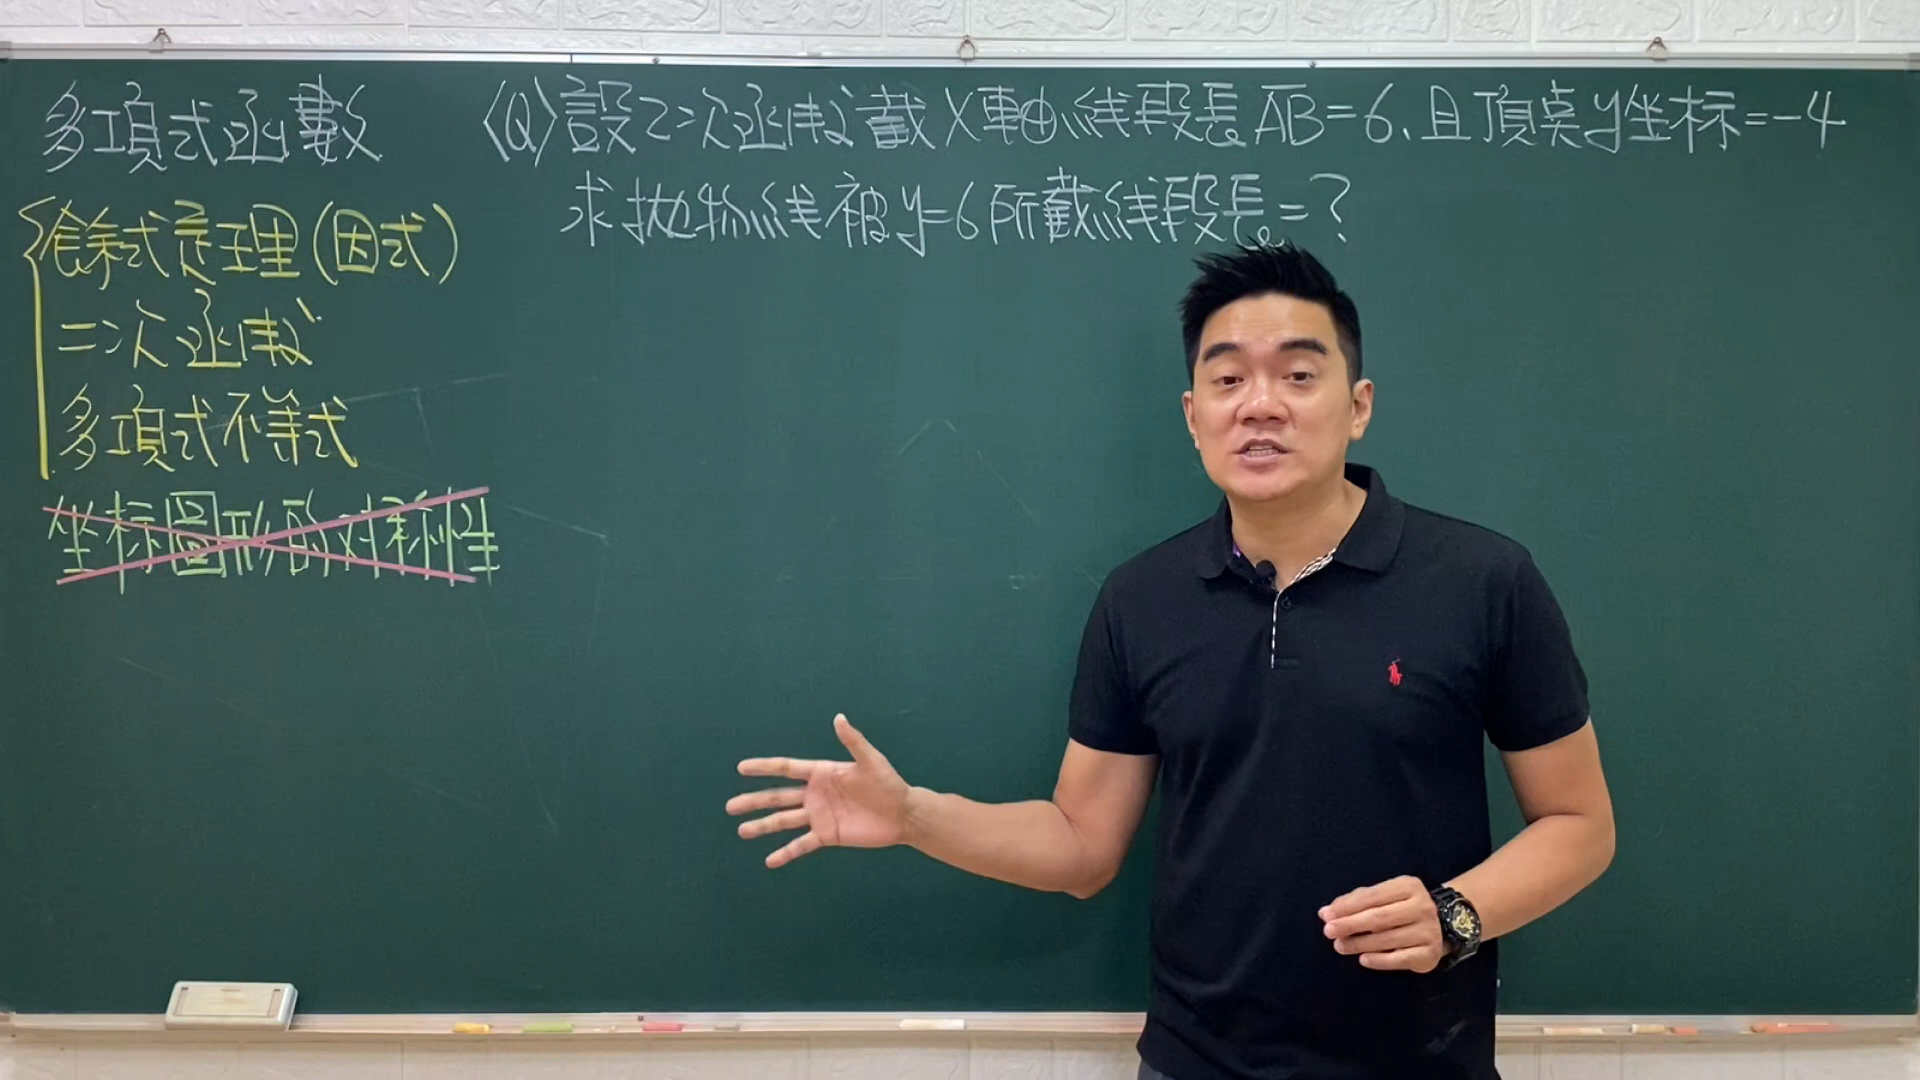 多項式函數
餘式定理(因式)
二次函數
多項式不等式
坐标圖形的对称性
〈Q〉設二次函數截X軸線段長AB=6、且頂桌y坐标=-4
求拋物線被y=6所截線段長=?